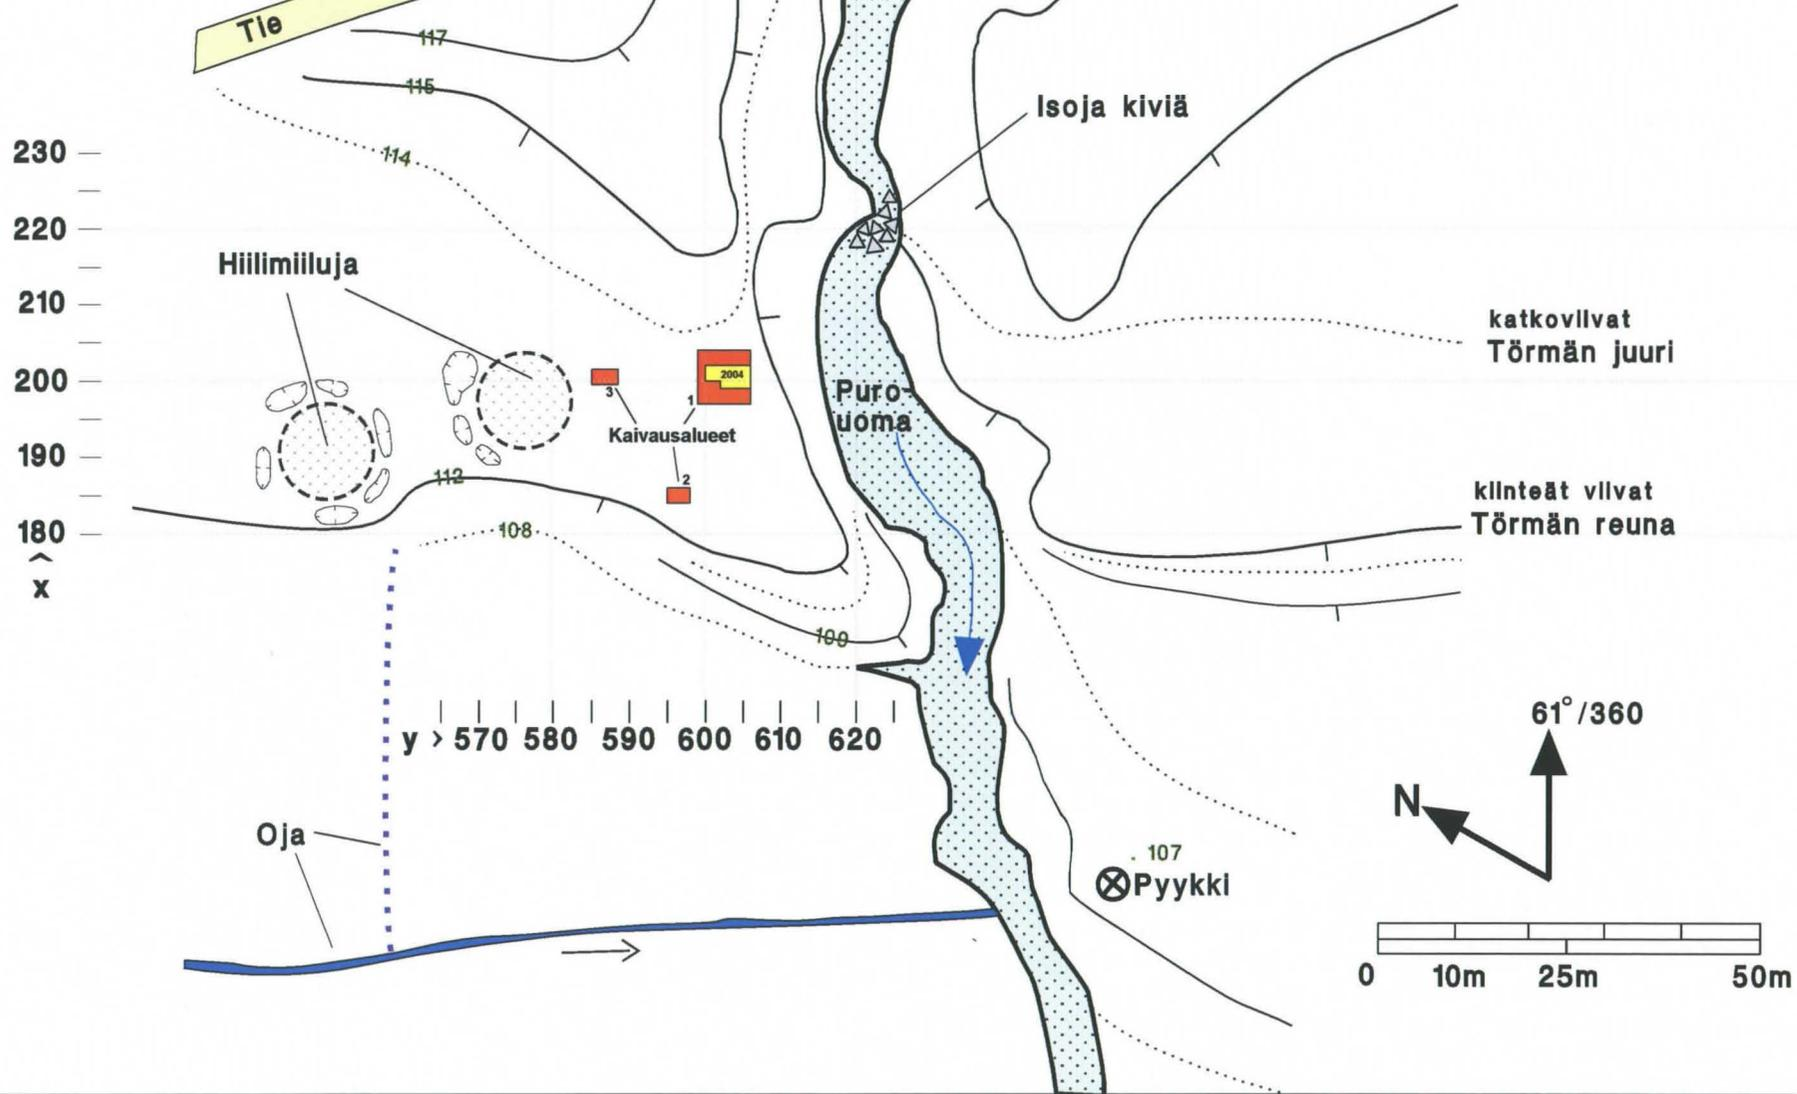 Tie
117
115
114
Isoja kiviä
230
220
210
200
190
180
x
Hiilimiiluja
katkoviivat
Törmän juuri
2004
3
1
Kaivausalueet
2
Puro-
uoma
112
108
kiinteät viivat
Törmän reuna
109
y > 570 580 590 600 610 620
61°/360
N
Oja
107
Pyykki
0 10m 25m 50m